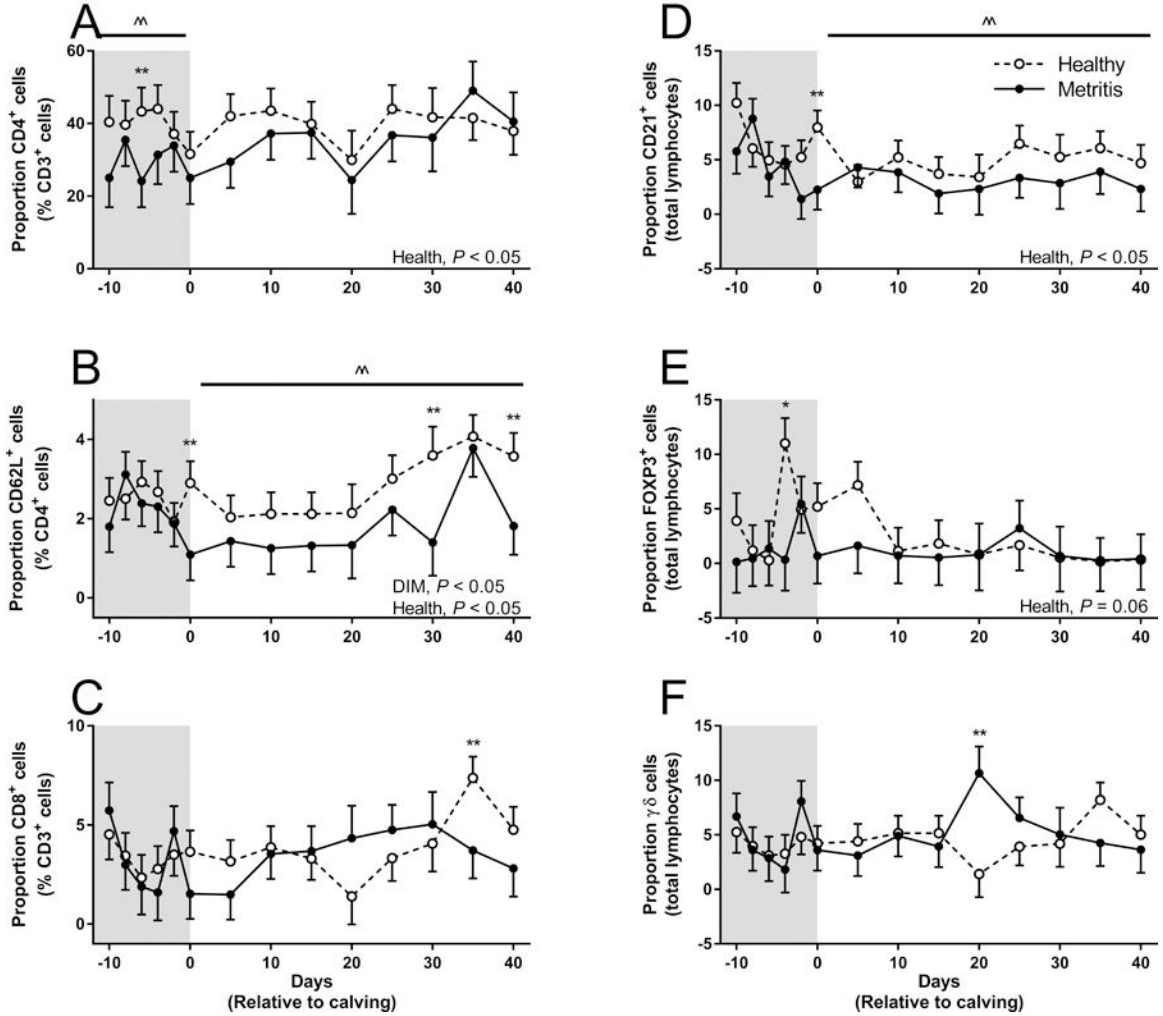 A
ʍ
60
40
20
0
**
Proportion CD4⁺ cells
(% CD3⁺ cells)
Health, P < 0.05
-10 0 10 20 30 40
B
ʍ
4
2
0
**
**
**
Proportion CD62L⁺ cells
(% CD4⁺ cells)
DIM, P < 0.05
Health, P < 0.05
-10 0 10 20 30 40
C
10
5
0
**
Proportion CD8⁺ cells
(% CD3⁺ cells)
-10 0 10 20 30 40
Days
(Relative to calving)
D
ʍ
15
10
5
0
-5
**
Healthy
Metritis
Proportion CD21⁺ cells
(total lymphocytes)
Health, P < 0.05
-10 0 10 20 30 40
E
15
10
5
0
-5
*
Proportion FOXP3⁺ cells
(total lymphocytes)
Health, P = 0.06
-10 0 10 20 30 40
F
15
10
5
0
-5
**
Proportion γδ cells
(total lymphocytes)
-10 0 10 20 30 40
Days
(Relative to calving)